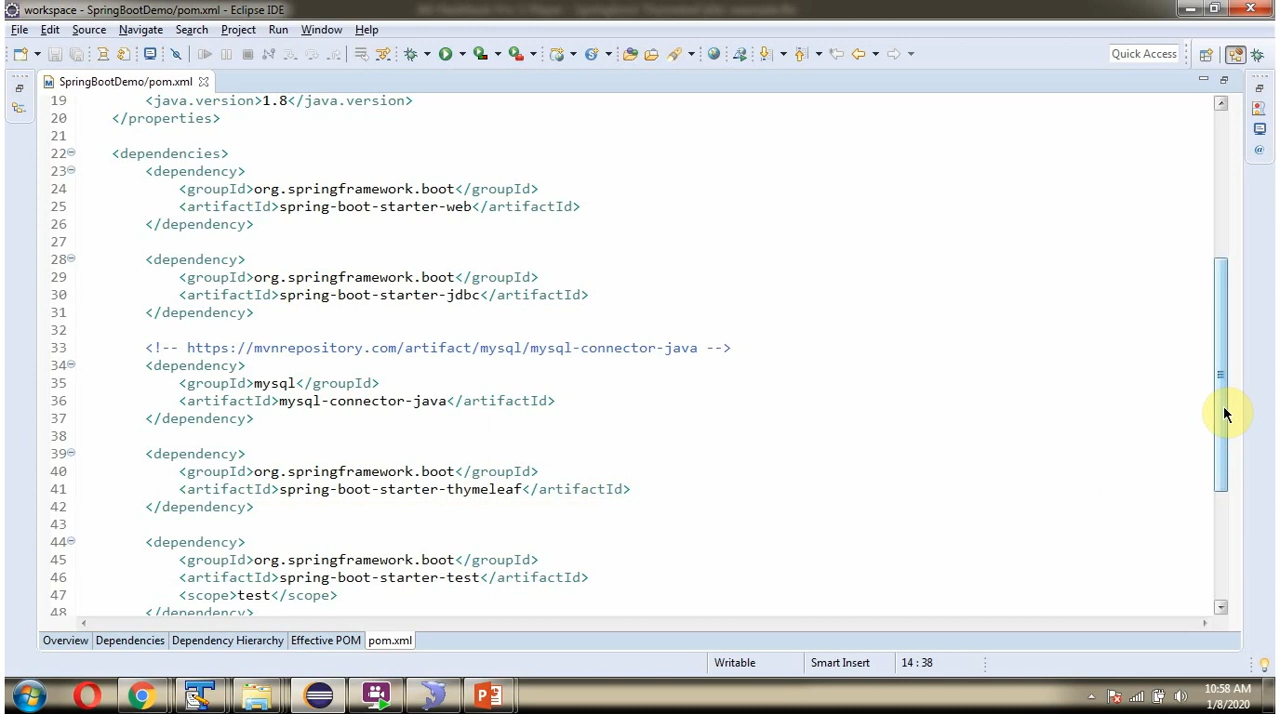 workspace - SpringBootDemo/pom.xml - Eclipse IDE
File Edit Source Navigate Search Project Run Window Help
Quick Access
SpringBootDemo/pom.xml
19 <java.version>1.8</java.version>
20 </properties>
21
22 <dependencies>
23 <dependency>
24 <groupId>org.springframework.boot</groupId>
25 <artifactId>spring-boot-starter-web</artifactId>
26 </dependency>
27
28 <dependency>
29 <groupId>org.springframework.boot</groupId>
30 <artifactId>spring-boot-starter-jdbc</artifactId>
31 </dependency>
32
33 <!-- https://mvnrepository.com/artifact/mysql/mysql-connector-java -->
34 <dependency>
35 <groupId>mysql</groupId>
36 <artifactId>mysql-connector-java</artifactId>
37 </dependency>
38
39 <dependency>
40 <groupId>org.springframework.boot</groupId>
41 <artifactId>spring-boot-starter-thymeleaf</artifactId>
42 </dependency>
43
44 <dependency>
45 <groupId>org.springframework.boot</groupId>
46 <artifactId>spring-boot-starter-test</artifactId>
47 <scope>test</scope>
48 </dependency>
Overview Dependencies Dependency Hierarchy Effective POM pom.xml
Writable Smart Insert 14 : 38
10:58 AM
1/8/2020